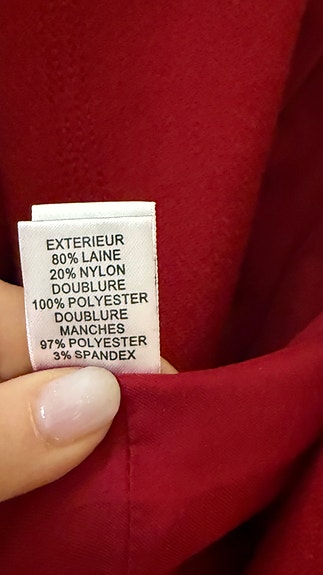 EXTERIEUR
80% LAINE
20% NYLON
DOUBLURE
100% POLYESTER
DOUBLURE
MANCHES
97% POLYESTER
3% SPANDEX